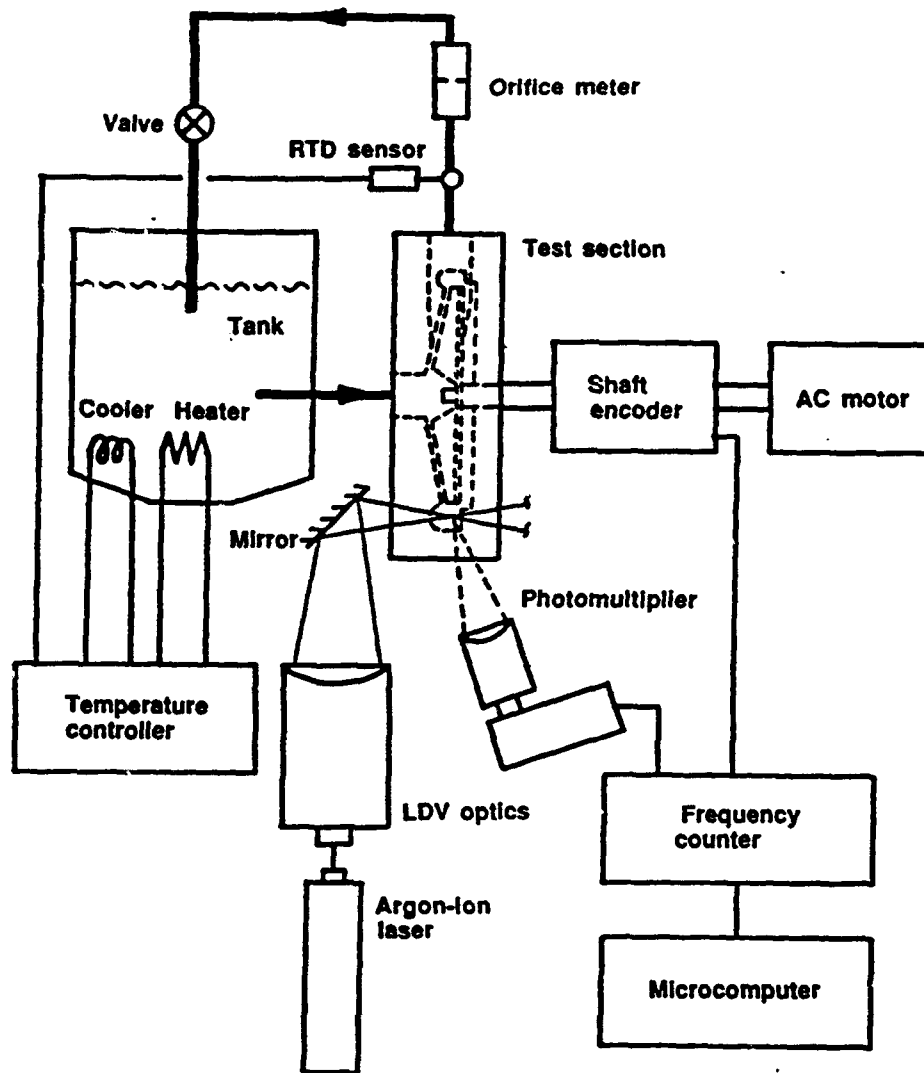 Orifice meter
Valve
RTD sensor
Test section
Tank
Cooler
Heater
Shaft
encoder
AC motor
Mirror
Photomultiplier
Temperature
controller
LDV optics
Frequency
counter
Argon-ion
laser
Microcomputer